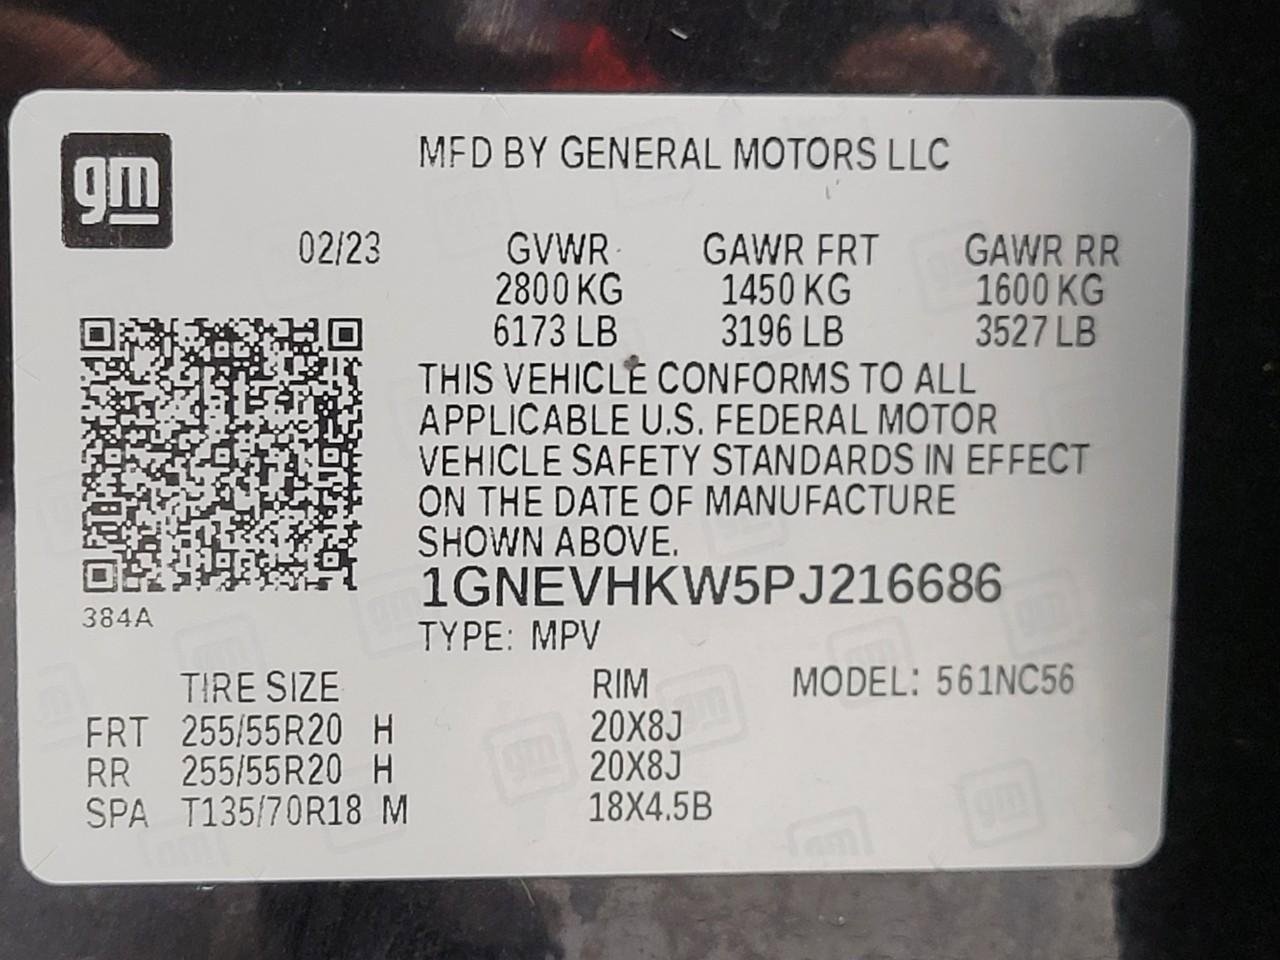 gm
MFD BY GENERAL MOTORS LLC
02/23 GVWR GAWR FRT GAWR RR
2800 KG 1450 KG 1600 KG
6173 LB 3196 LB 3527 LB
THIS VEHICLE CONFORMS TO ALL
APPLICABLE U.S. FEDERAL MOTOR
VEHICLE SAFETY STANDARDS IN EFFECT
ON THE DATE OF MANUFACTURE
SHOWN ABOVE.
1GNEVHKW5PJ216686
384A
TYPE: MPV
TIRE SIZE RIM MODEL: 561NC56
FRT 255/55R20 H 20X8J
RR 255/55R20 H 20X8J
SPA T135/70R18 M 18X4.5B